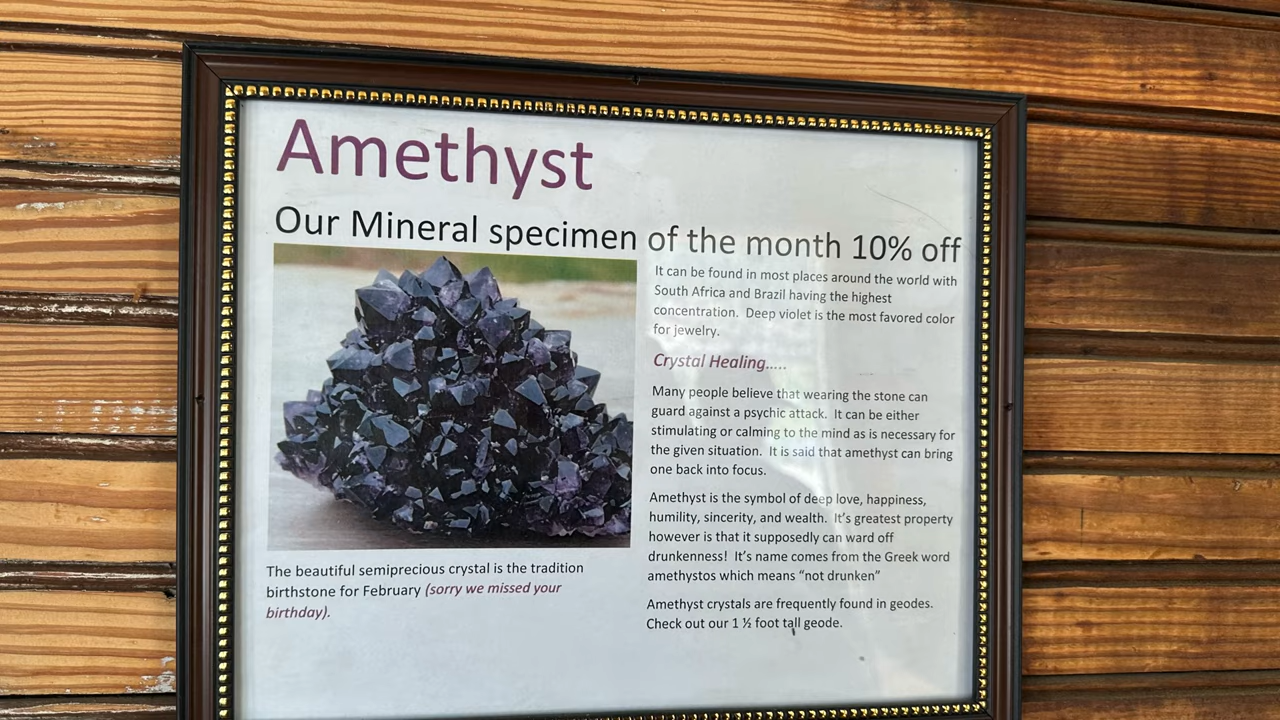 Amethyst
Our Mineral specimen of the month 10% off
It can be found in most places around the world with
South Africa and Brazil having the highest
concentration. Deep violet is the most favored color
for jewelry.
Crystal Healing.....
Many people believe that wearing the stone can
guard against a psychic attack. It can be either
stimulating or calming to the mind as is necessary for
the given situation. It is said that amethyst can bring
one back into focus.
Amethyst is the symbol of deep love, happiness,
humility, sincerity, and wealth. It's greatest property
however is that it supposedly can ward off
drunkenness! It's name comes from the Greek word
amethystos which means "not drunken"
Amethyst crystals are frequently found in geodes.
Check out our 1 ½ foot tall geode.
The beautiful semiprecious crystal is the tradition
birthstone for February (sorry we missed your
birthday).